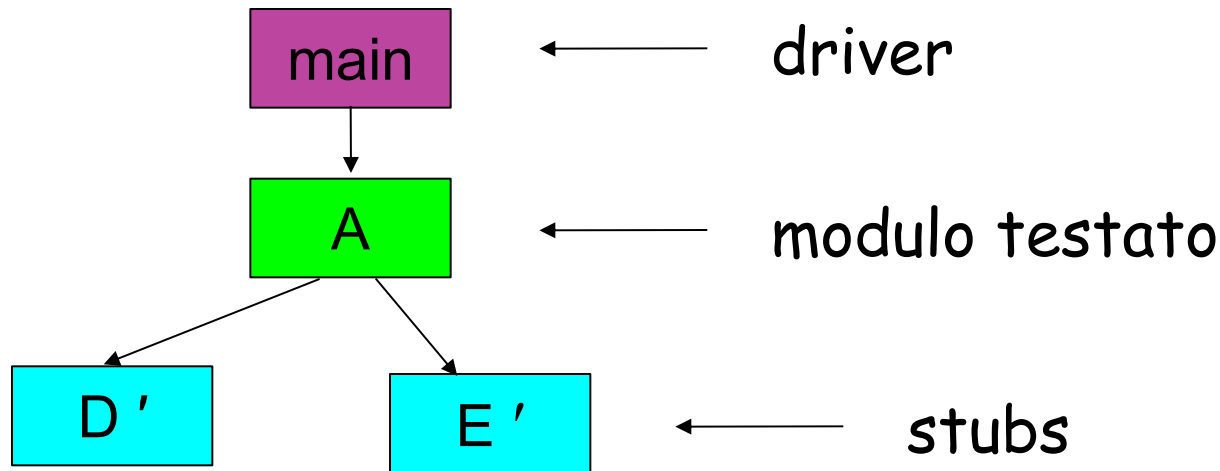 main
driver
A
modulo testato
D ′
E ′
stubs